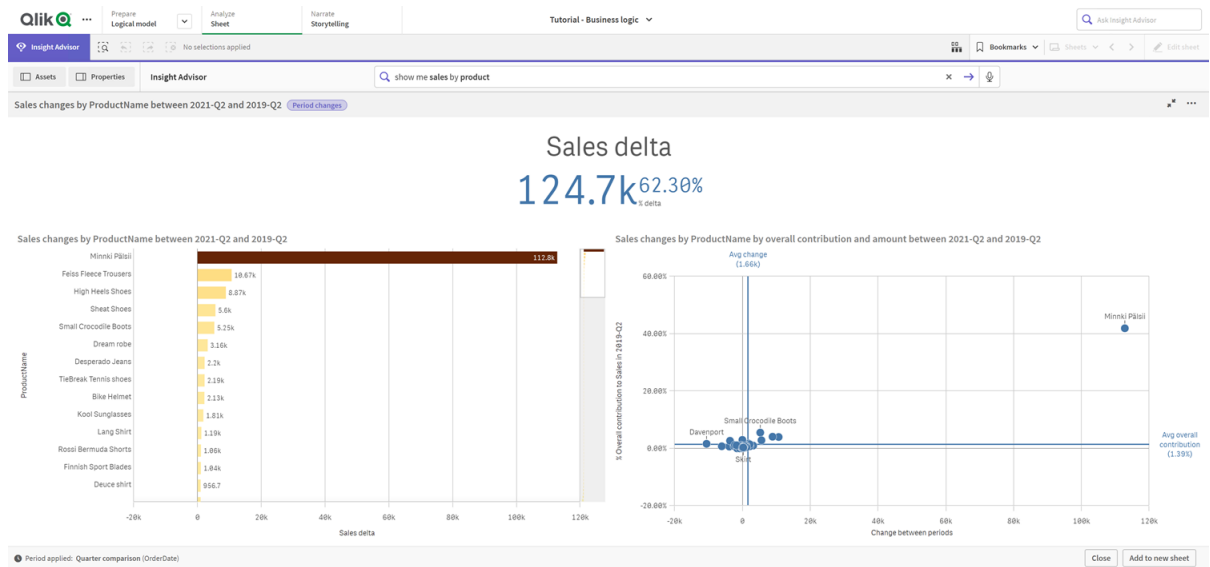 Qlik
Prepare
Logical model
Analyze
Sheet
Narrate
Storytelling
Tutorial - Business logic
Ask Insight Advisor
Insight Advisor
No selections applied
Bookmarks
Sheets
Edit sheet
Assets
Properties
Insight Advisor
show me sales by product
Sales changes by ProductName between 2021-Q2 and 2019-Q2 Period changes
Sales delta
124.7k 62.30%
% delta
Sales changes by ProductName between 2021-Q2 and 2019-Q2
ProductName
Minnki Pälsii 112.8k
Feiss Fleece Trousers 10.67k
High Heels Shoes 8.87k
Sheat Shoes 5.6k
Small Crocodile Boots 5.25k
Dream robe 3.16k
Desperado Jeans 2.2k
TieBreak Tennis shoes 2.19k
Bike Helmet 2.13k
Kool Sunglasses 1.81k
Lang Shirt 1.19k
Rossi Bermuda Shorts 1.06k
Finnish Sport Blades 1.04k
Deuce shirt 956.7
-20k 0 20k 40k 60k 80k 100k 120k
Sales delta
Sales changes by ProductName by overall contribution and amount between 2021-Q2 and 2019-Q2
Avg change
(1.66k)
% Overall contribution to Sales in 2019-Q2
60.00%
40.00%
20.00%
0.00%
-20.00%
Minnki Pälsii
Small Crocodile Boots
Davenport
Skirt
Avg overall
contribution
(1.39%)
-20k 0 20k 40k 60k 80k 100k 120k
Change between periods
Period applied: Quarter comparison (OrderDate)
Close
Add to new sheet